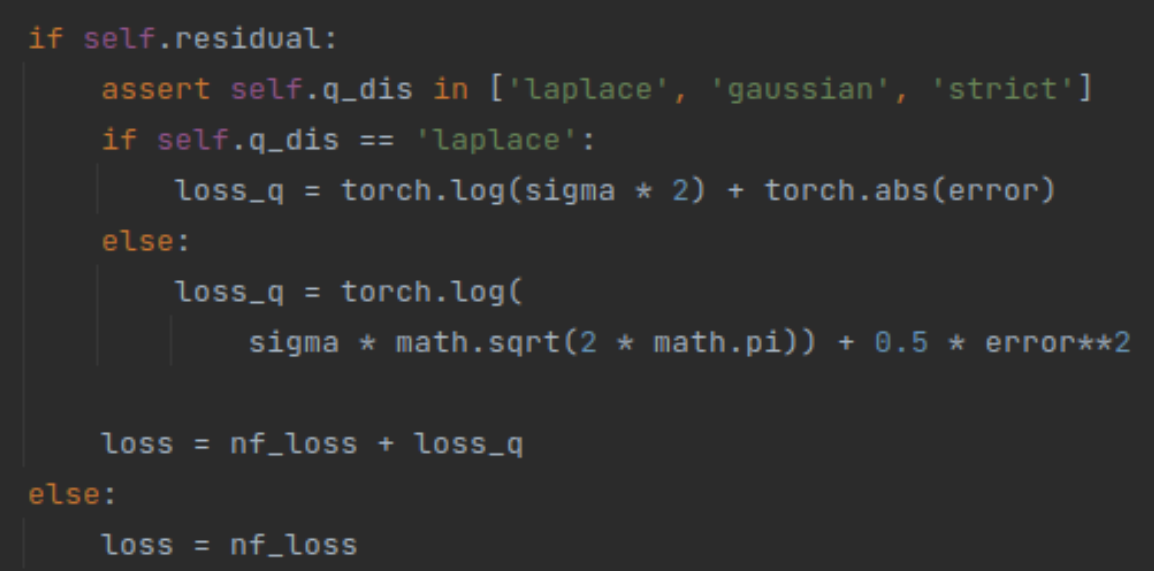 if self.residual:
    assert self.q_dis in ['laplace', 'gaussian', 'strict']
    if self.q_dis == 'laplace':
        loss_q = torch.log(sigma * 2) + torch.abs(error)
    else:
        loss_q = torch.log(
            sigma * math.sqrt(2 * math.pi)) + 0.5 * error**2
    loss = nf_loss + loss_q
else:
    loss = nf_loss